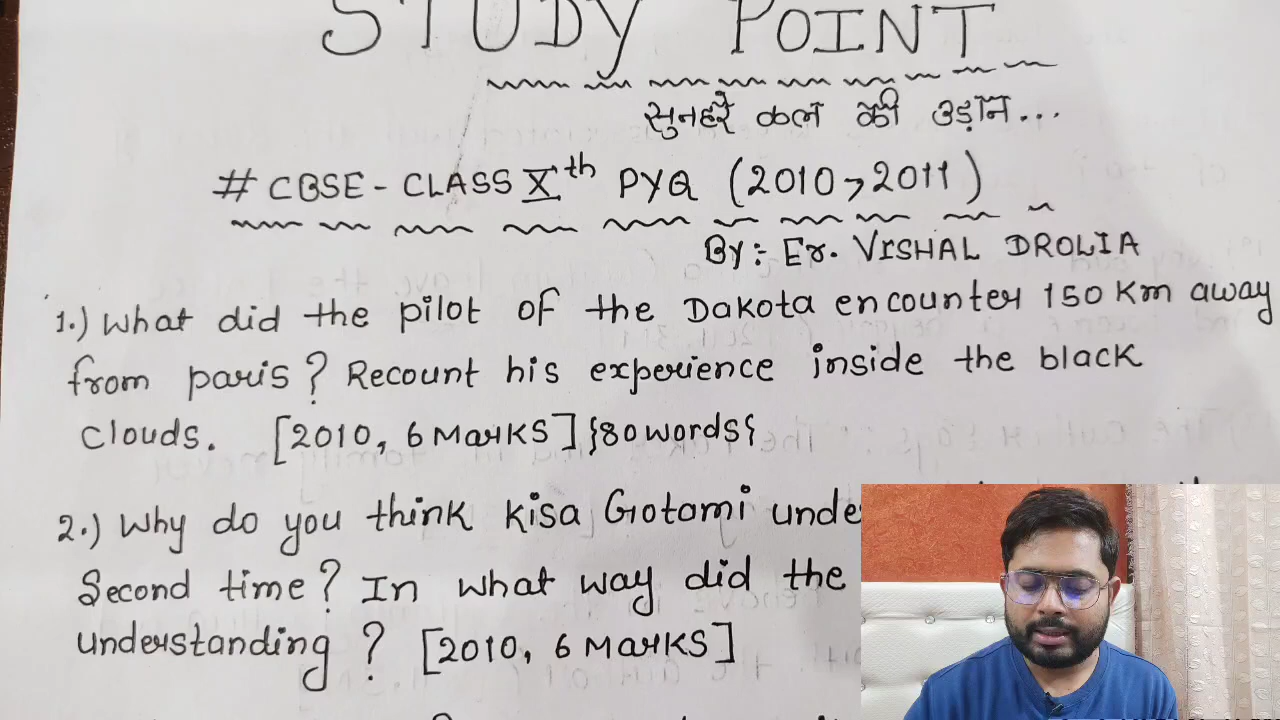 STUDY POINT
सुनहरे कल की उड़ान...
# CBSE - CLASS Xth PYQ (2010, 2011)
BY: Er. VISHAL DROLIA
1.) What did the pilot of the Dakota encounter 150 Km away
from paris? Recount his experience inside the black
clouds. [2010, 6 Marks] {80 words{
2.) Why do you think Kisa Gotami
Second time? In what way did the
understanding? [2010, 6 Marks]